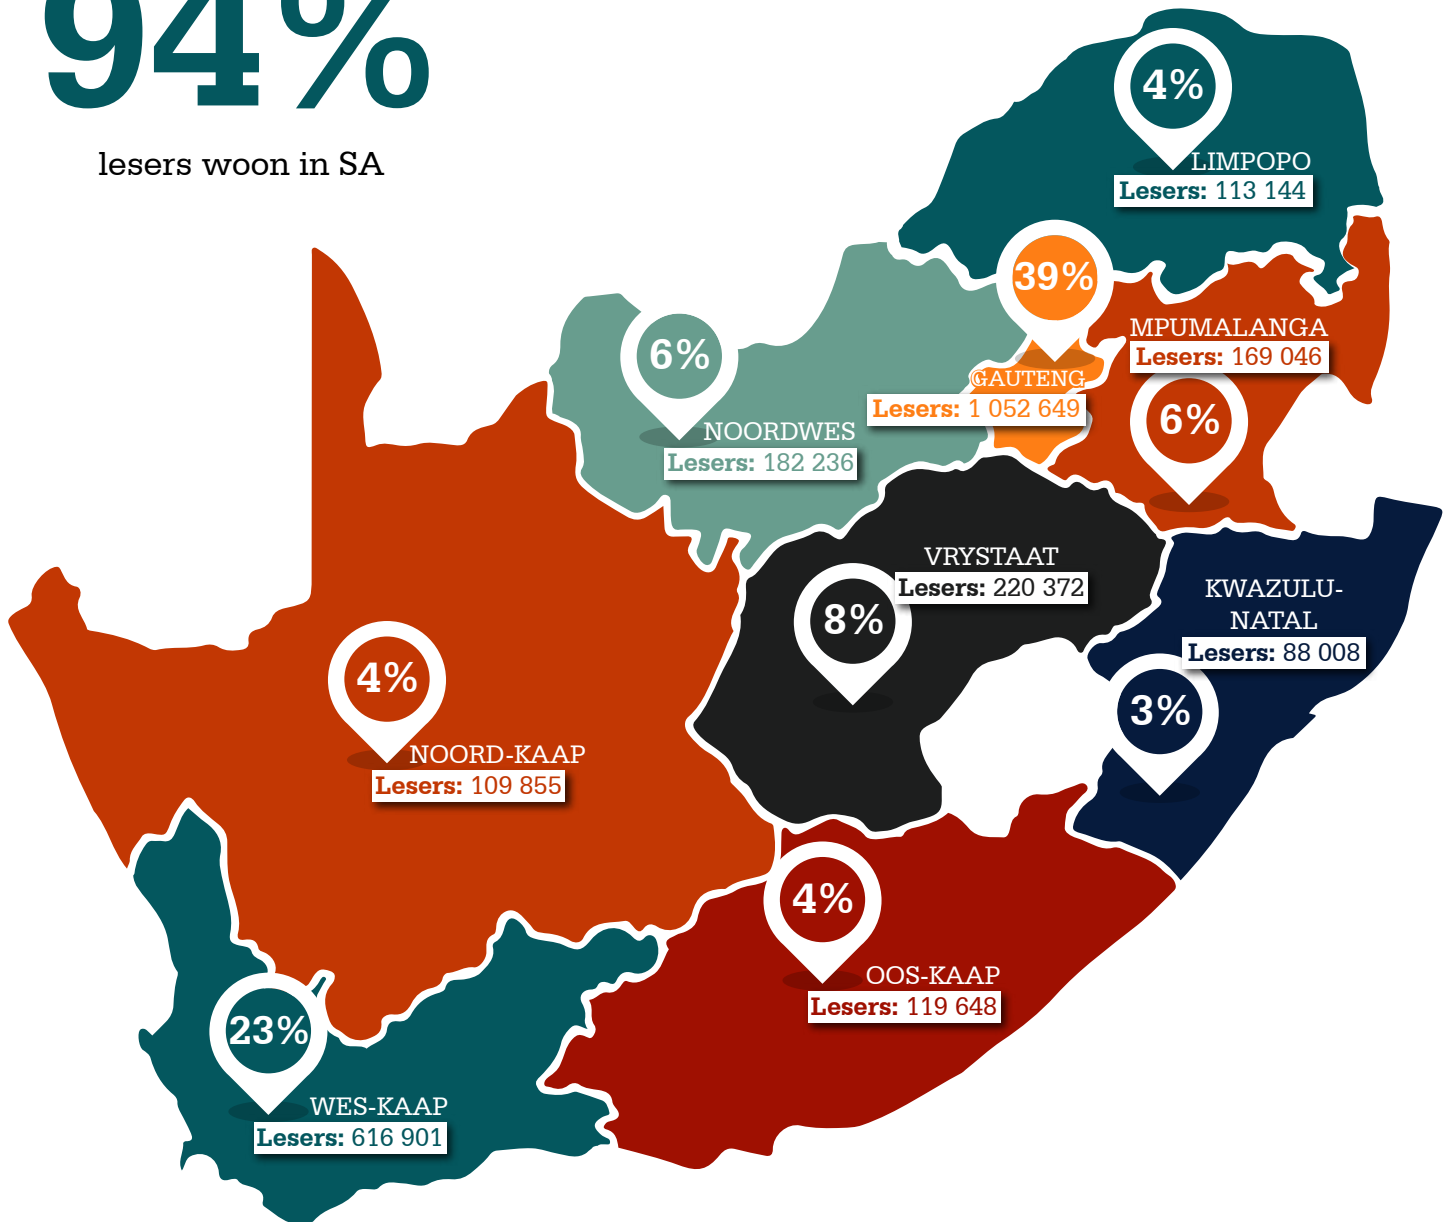 94%
lesers woon in SA
4%
LIMPOPO
Lesers: 113 144
39%
GAUTENG
Lesers: 1 052 649
MPUMALANGA
Lesers: 169 046
6%
6%
NOORDWES
Lesers: 182 236
VRYSTAAT
Lesers: 220 372
8%
KWAZULU-
NATAL
Lesers: 88 008
3%
4%
NOORD-KAAP
Lesers: 109 855
4%
OOS-KAAP
Lesers: 119 648
23%
WES-KAAP
Lesers: 616 901